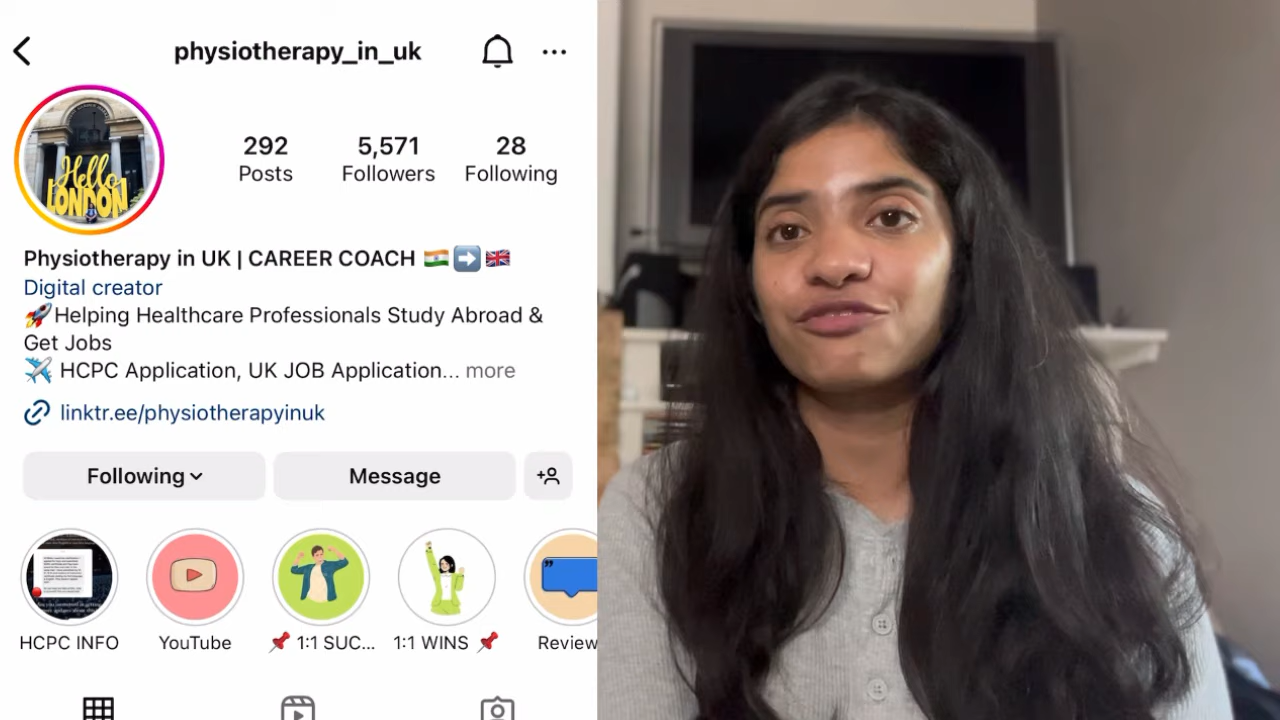 physiotherapy_in_uk
Hello
LONDON
292
Posts
5,571
Followers
28
Following
Physiotherapy in UK | CAREER COACH 🇮🇳➡️🇬🇧
Digital creator
🚀Helping Healthcare Professionals Study Abroad &
Get Jobs
✈️ HCPC Application, UK JOB Application... more
linktr.ee/physiotherapyinuk
Following
Message
HCPC INFO
YouTube
📌 1:1 SUC...
1:1 WINS 📌
Review